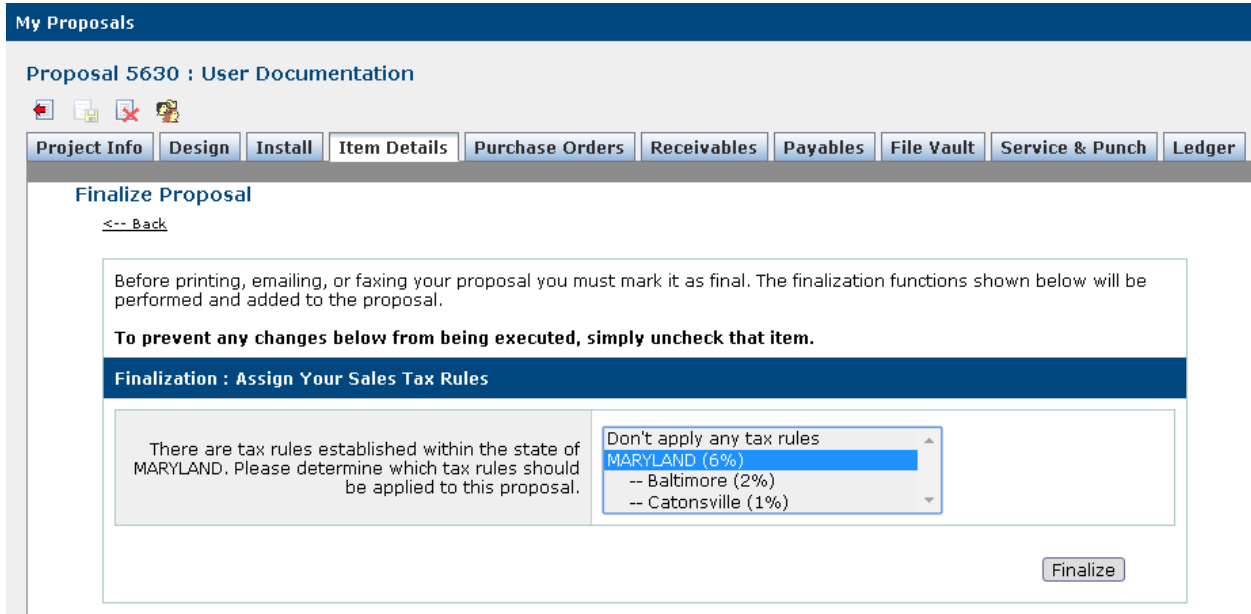 My Proposals
Proposal 5630 : User Documentation
Project Info Design Install Item Details Purchase Orders Receivables Payables File Vault Service & Punch Ledger
Finalize Proposal
<-- Back
Before printing, emailing, or faxing your proposal you must mark it as final. The finalization functions shown below will be
performed and added to the proposal.
To prevent any changes below from being executed, simply uncheck that item.
Finalization : Assign Your Sales Tax Rules
There are tax rules established within the state of
MARYLAND. Please determine which tax rules should
be applied to this proposal.
Don't apply any tax rules
MARYLAND (6%)
-- Baltimore (2%)
-- Catonsville (1%)
Finalize